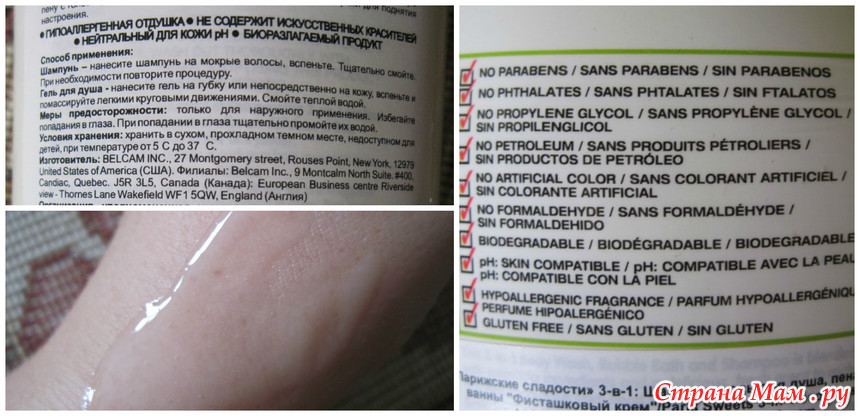 настроения.
• ГИПОАЛЛЕРГЕННАЯ ОТДУШКА • НЕ СОДЕРЖИТ ИСКУССТВЕННЫХ КРАСИТЕЛЕЙ
• НЕЙТРАЛЬНЫЙ ДЛЯ КОЖИ pH • БИОРАЗЛАГАЕМЫЙ ПРОДУКТ
Способ применения:
Шампунь – нанесите шампунь на мокрые волосы, вспеньте. Тщательно смойте.
При необходимости повторите процедуру.
Гель для душа - нанесите гель на губку или непосредственно на кожу, вспеньте и
помассируйте легкими круговыми движениями. Смойте теплой водой.
Меры предосторожности: только для наружного применения. Избегайте
попадания в глаза. При попадании в глаза тщательно промойте их водой.
Условия хранения: хранить в сухом, прохладном темном месте, недоступном для
детей, при температуре от 5 C до 37 C.
Изготовитель: BELCAM INC., 27 Montgomery street, Rouses Point, New York, 12979
United States of America (США). Филиалы: Belcam Inc., 9 Montcalm North Suite. #400,
Candiac, Quebec. J5R 3L5, Canada (Канада): European Business centre Riverside
view - Thornes Lane Wakefield WF1 5QW, England (Англия)
NO PARABENS / SANS PARABENS / SIN PARABENOS
NO PHTHALATES / SANS PHTALATES / SIN FTALATOS
NO PROPYLENE GLYCOL / SANS PROPYLÈNE GLYCOL /
SIN PROPILENGLICOL
NO PETROLEUM / SANS PRODUITS PÉTROLIERS /
SIN PRODUCTOS DE PETRÓLEO
NO ARTIFICIAL COLOR / SANS COLORANT ARTIFICIEL /
SIN COLORANTE ARTIFICIAL
NO FORMALDEHYDE / SANS FORMALDÉHYDE /
SIN FORMALDEHIDO
BIODEGRADABLE / BIODÉGRADABLE / BIODEGRADABLE
pH: SKIN COMPATIBLE / pH: COMPATIBLE AVEC LA PEAU
pH: COMPATIBLE CON LA PIEL
HYPOALLERGENIC FRAGRANCE / PARFUM HYPOALLERGÉNIQUE
PERFUME HIPOALERGÉNICO
GLUTEN FREE / SANS GLUTEN / SIN GLUTEN
Парижские сладости» 3-в-1: душа, пена
ванны "Фисташковый крем"/Paris Sweets
Страна Мам.ру